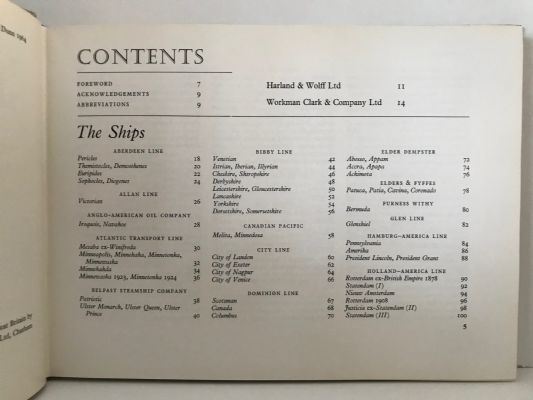 Dunn 1964
CONTENTS
FOREWORD 7
ACKNOWLEDGEMENTS 9
ABBREVIATIONS 9
Harland & Wolff Ltd 11
Workman Clark & Company Ltd 14
The Ships
ABERDEEN LINE
Pericles 18
Themistocles, Demosthenes 20
Euripides 22
Sophocles, Diogenes 24
ALLAN LINE
Victorian 26
ANGLO-AMERICAN OIL COMPANY
Iroquois, Navahoe 28
ATLANTIC TRANSPORT LINE
Mesaba ex-Winifreda 30
Minneapolis, Minnehaha, Minnetonka,
Minnewaska 32
Minnekahda 34
Minnewaska 1923, Minnetonka 1924 36
BELFAST STEAMSHIP COMPANY
Patriotic 38
Ulster Monarch, Ulster Queen, Ulster
Prince 40
BIBBY LINE
Venetian 42
Istrian, Iberian, Illyrian 44
Cheshire, Shropshire 46
Derbyshire 48
Leicestershire, Gloucestershire 50
Lancashire 52
Yorkshire 54
Dorsetshire, Somersetshire 56
CANADIAN PACIFIC
Melita, Minnedosa 58
CITY LINE
City of London 60
City of Exeter 62
City of Nagpur 64
City of Venice 66
DOMINION LINE
Scotsman 67
Canada 68
Columbus 70
ELDER DEMPSTER
Abosso, Appam 72
Accra, Apapa 74
Achimota 76
ELDERS & FYFFES
Patuca, Patia, Cavina, Coronado 78
FURNESS WITHY
Bermuda 80
GLEN LINE
Glenshiel 82
HAMBURG–AMERICA LINE
Pennsylvania 84
Amerika 86
President Lincoln, President Grant 88
HOLLAND–AMERICA LINE
Rotterdam ex-British Empire 1878 90
Statendam (I) 92
Nieuw Amsterdam 94
Rotterdam 1908 96
Justicia ex-Statendam (II) 98
Statendam (III) 100
5
Great Britain by
Ltd, Chatham